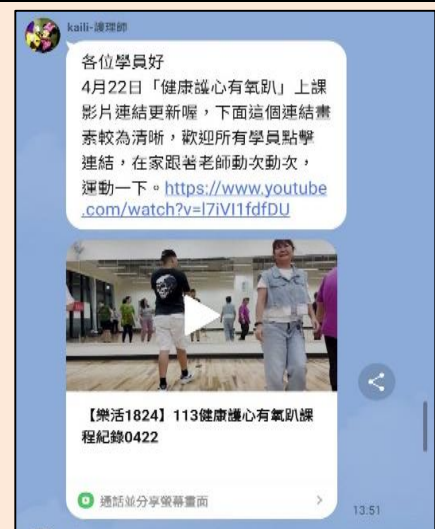 kaili-護理師
各位學員好
4月22日「健康護心有氧趴」上課
影片連結更新喔，下面這個連結畫
素較為清晰，歡迎所有學員點擊
連結，在家跟著老師動次動次，
運動一下。https://www.youtube
.com/watch?v=l7iVI1fdfDU
【樂活1824】113健康護心有氧趴課
程紀錄0422
通話並分享螢幕畫面
13:51